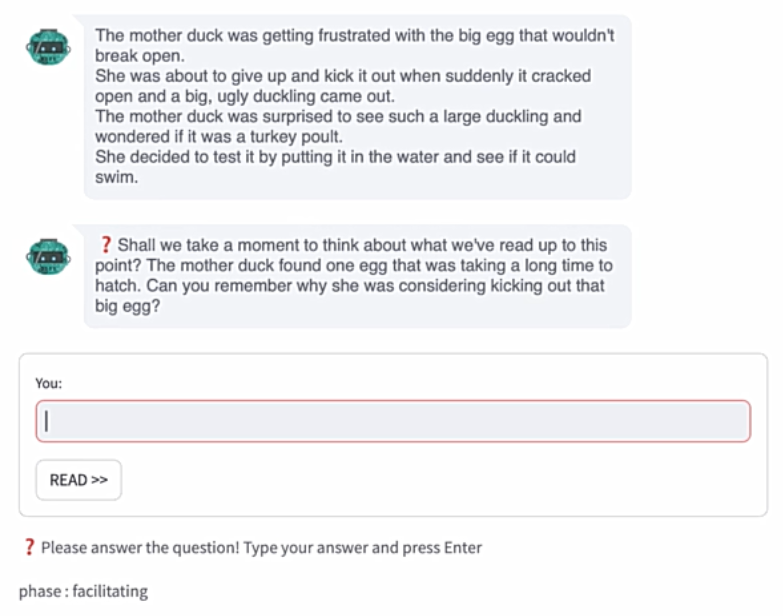 The mother duck was getting frustrated with the big egg that wouldn't
break open.
She was about to give up and kick it out when suddenly it cracked
open and a big, ugly duckling came out.
The mother duck was surprised to see such a large duckling and
wondered if it was a turkey poult.
She decided to test it by putting it in the water and see if it could
swim.
❓ Shall we take a moment to think about what we've read up to this
point? The mother duck found one egg that was taking a long time to
hatch. Can you remember why she was considering kicking out that
big egg?
You:
READ >>
❓ Please answer the question! Type your answer and press Enter
phase : facilitating